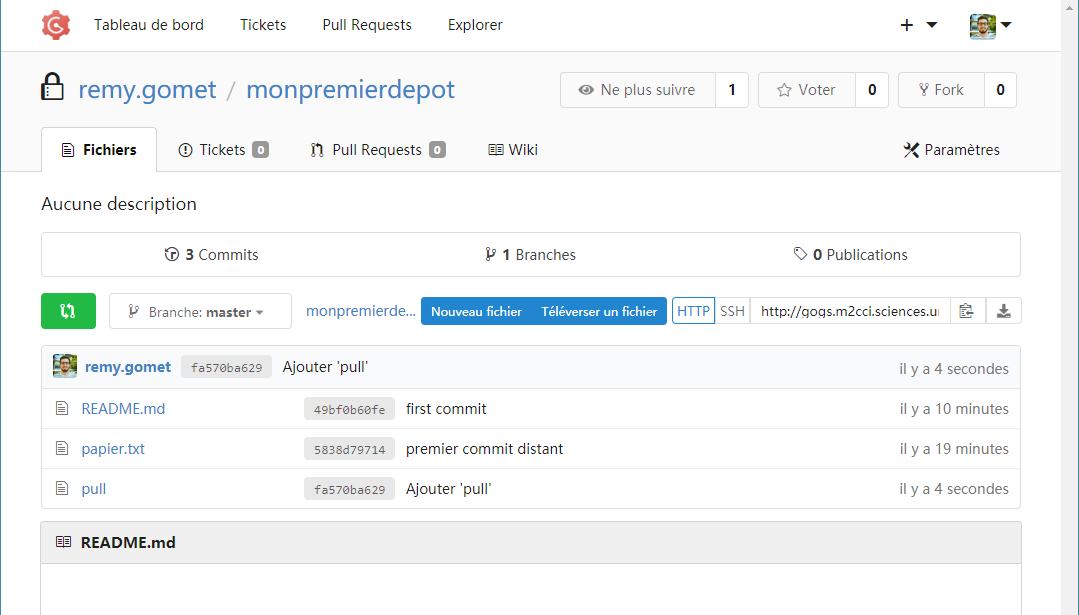 Tableau de bord Tickets Pull Requests Explorer
remy.gomet / monpremierdepot Ne plus suivre 1 Voter 0 Fork 0
Fichiers Tickets 0 Pull Requests 0 Wiki Paramètres
Aucune description
3 Commits 1 Branches 0 Publications
Branche: master monpremierde... Nouveau fichier Téléverser un fichier HTTP SSH http://gogs.m2cci.sciences.u
remy.gomet fa570ba629 Ajouter 'pull' il y a 4 secondes
README.md 49bf0b60fe first commit il y a 10 minutes
papier.txt 5838d79714 premier commit distant il y a 19 minutes
pull fa570ba629 Ajouter 'pull' il y a 4 secondes
README.md